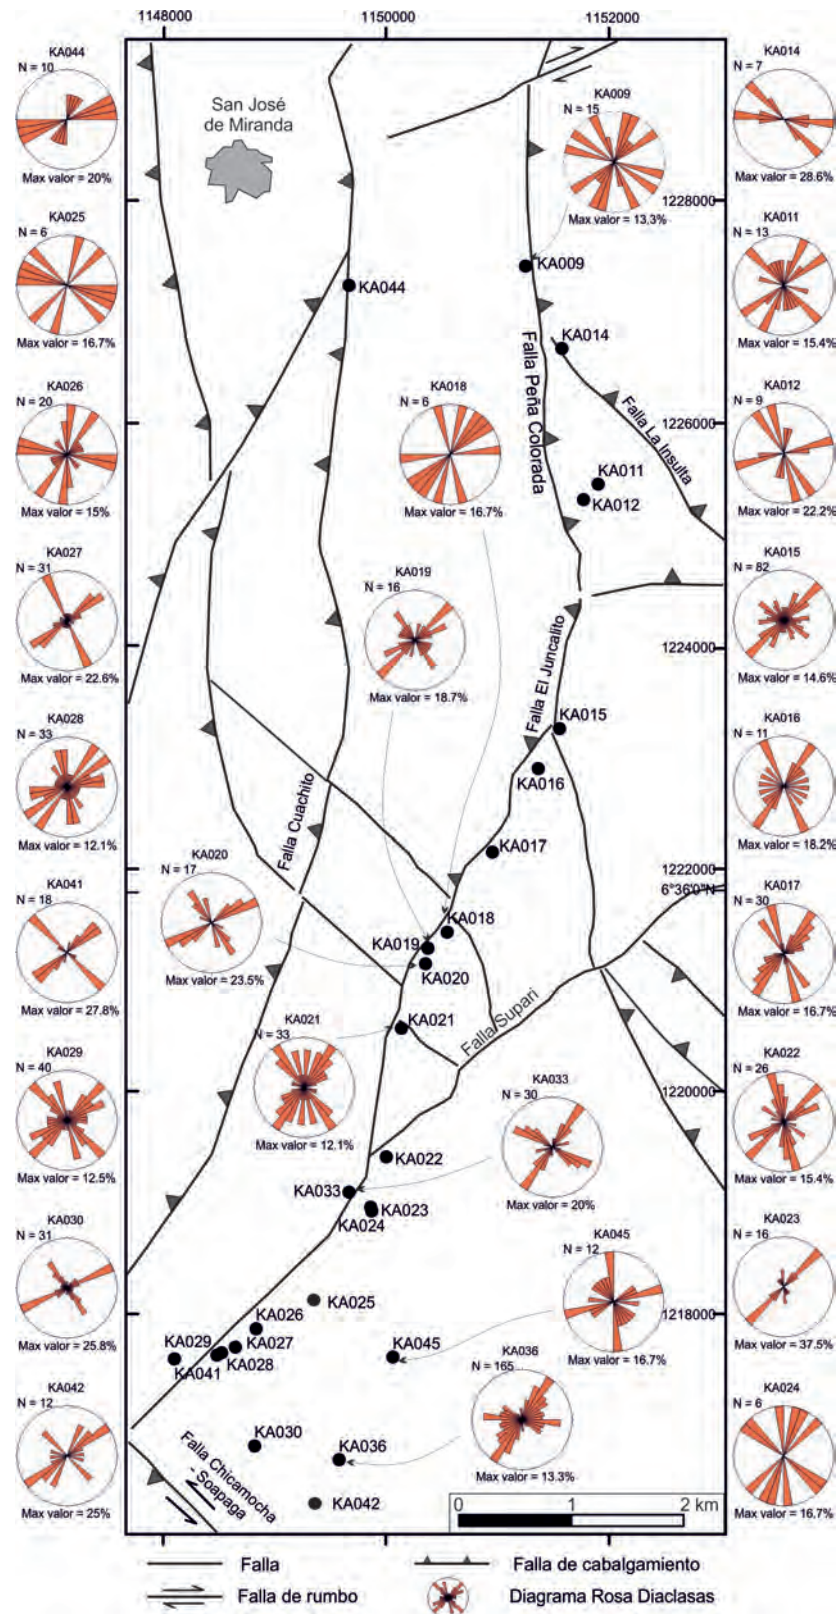 1148000
1150000
1152000
KA044
N = 10
Max valor = 20%
KA025
N = 6
Max valor = 16.7%
KA026
N = 20
Max valor = 15%
KA027
N = 31
Max valor = 22.6%
KA028
N = 33
Max valor = 12.1%
KA041
N = 18
Max valor = 27.8%
KA029
N = 40
Max valor = 12.5%
KA030
N = 31
Max valor = 25.8%
KA042
N = 12
Max valor = 25%
San José
de Miranda
KA009
N = 15
Max valor = 13,3%
KA009
KA044
KA014
Falla Peña Colorada
Falla La Insulta
KA018
N = 6
Max valor = 16.7%
KA011
KA012
KA019
N = 16
Max valor = 18.7%
Falla El Juncalito
KA015
KA016
Falla Cuachito
KA017
KA020
N = 17
Max valor = 23.5%
KA018
KA019
KA020
KA021
Falla Supari
KA021
N = 33
Max valor = 12.1%
KA033
N = 30
Max valor = 20%
KA022
KA033
KA023
KA024
KA025
KA045
N = 12
Max valor = 16.7%
KA026
KA029
KA027
KA028
KA041
KA045
KA036
N = 165
Max valor = 13.3%
KA030
KA036
KA042
Falla Chicamocha
- Soapaga
0
1
2 km
1228000
1226000
1224000
1222000
6°36'0"N
1220000
1218000
KA014
N = 7
Max valor = 28.6%
KA011
N = 13
Max valor = 15.4%
KA012
N = 9
Max valor = 22.2%
KA015
N = 82
Max valor = 14.6%
KA016
N = 11
Max valor = 18.2%
KA017
N = 30
Max valor = 16.7%
KA022
N = 26
Max valor = 15.4%
KA023
N = 16
Max valor = 37.5%
KA024
N = 6
Max valor = 16.7%
Falla
Falla de cabalgamiento
Falla de rumbo
Diagrama Rosa Diaclasas